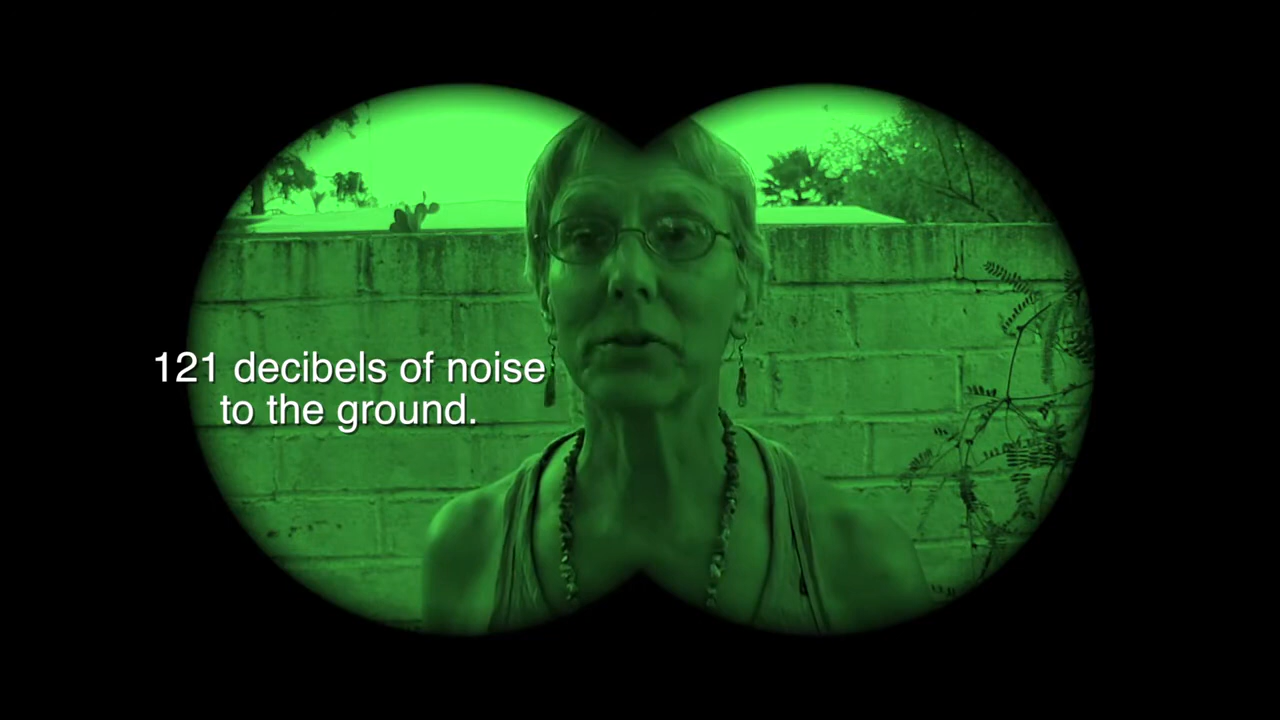 121 decibels of noise
to the ground.